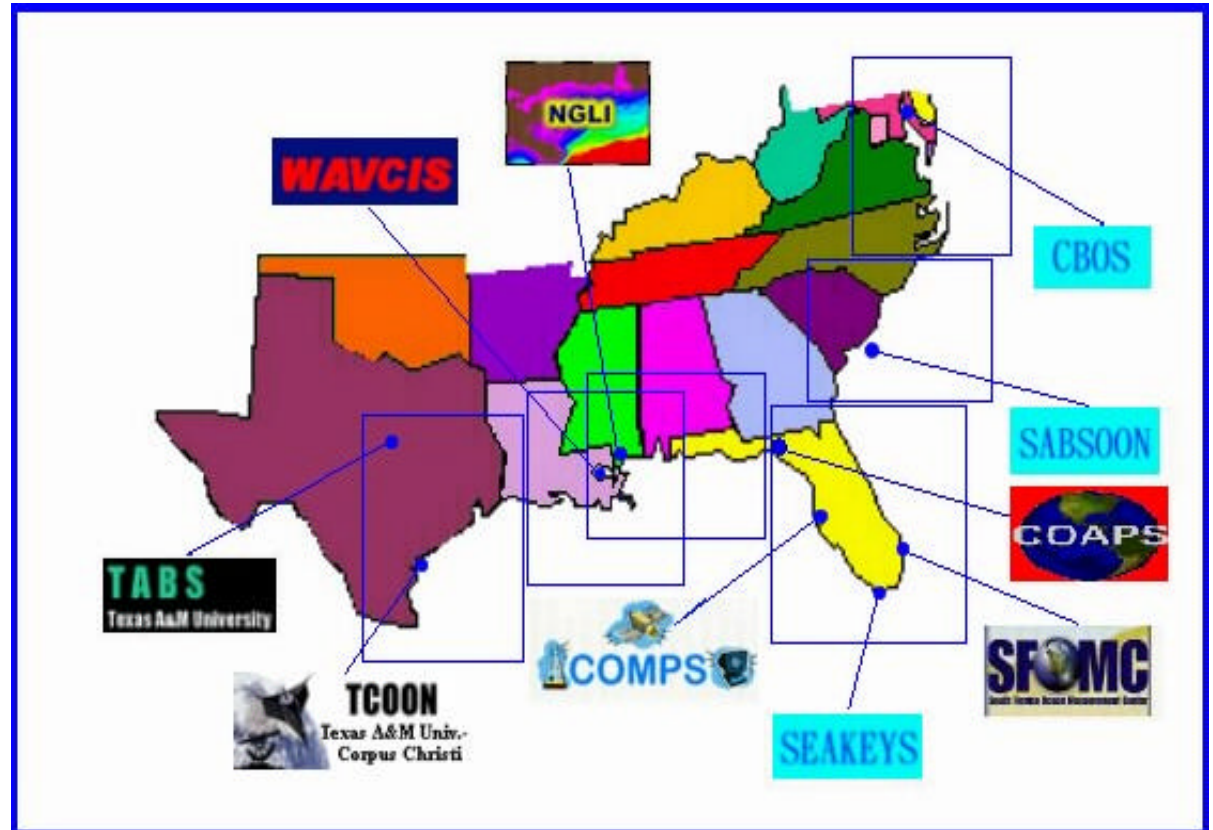 NGLI
WAVCIS
CBOS
SABSOON
COAPS
TABS
Texas A&M University
COMPS
SFOMC
TCOON
Texas A&M Univ.-
Corpus Christi
SEAKEYS